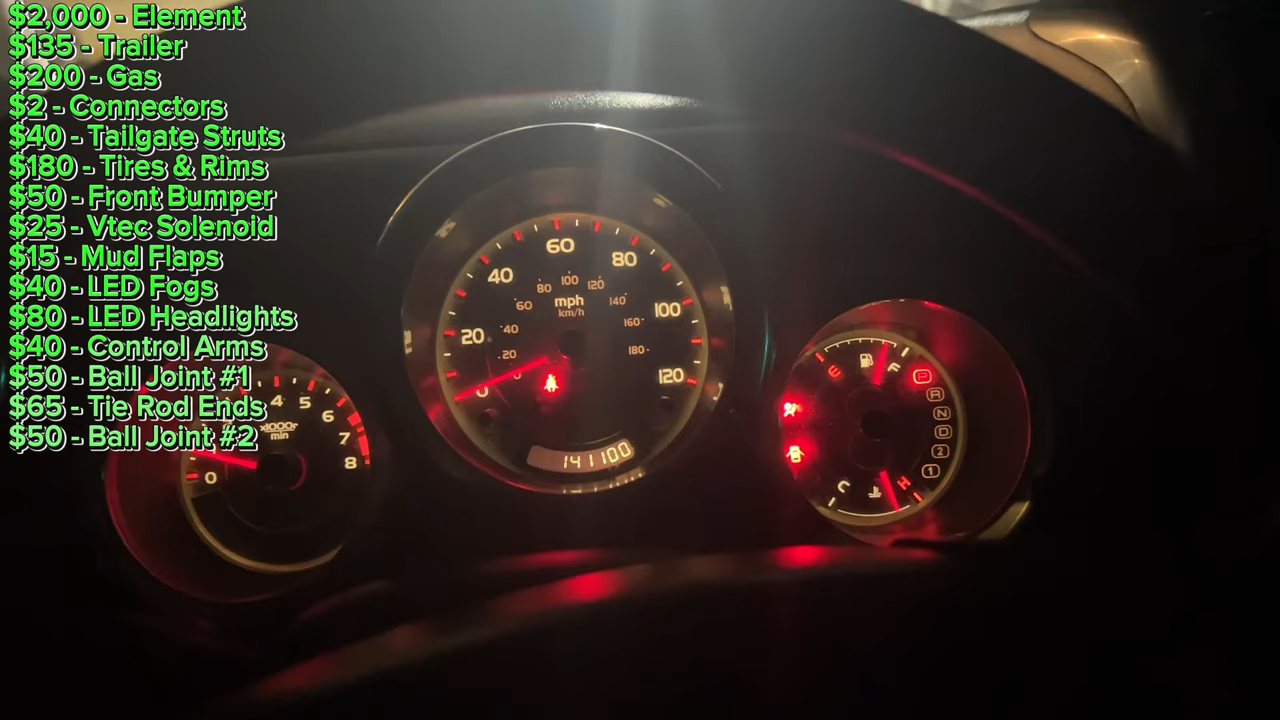 $2,000 - Element
$135 - Trailer
$200 - Gas
$2 - Connectors
$40 - Tailgate Struts
$180 - Tires & Rims
$50 - Front Bumper
$25 - Vtec Solenoid
$15 - Mud Flaps
$40 - LED Fogs
$80 - LED Headlights
$40 - Control Arms
$50 - Ball Joint #1
$65 - Tie Rod Ends
$50 - Ball Joint #2
4 5 6 7 8
x1000r
min
0
0 20 40 60 80 100 120
20 40 60 80 100 120 140 160 180
mph
km/h
0
141100
E F
P
R
N
D
2
1
C H